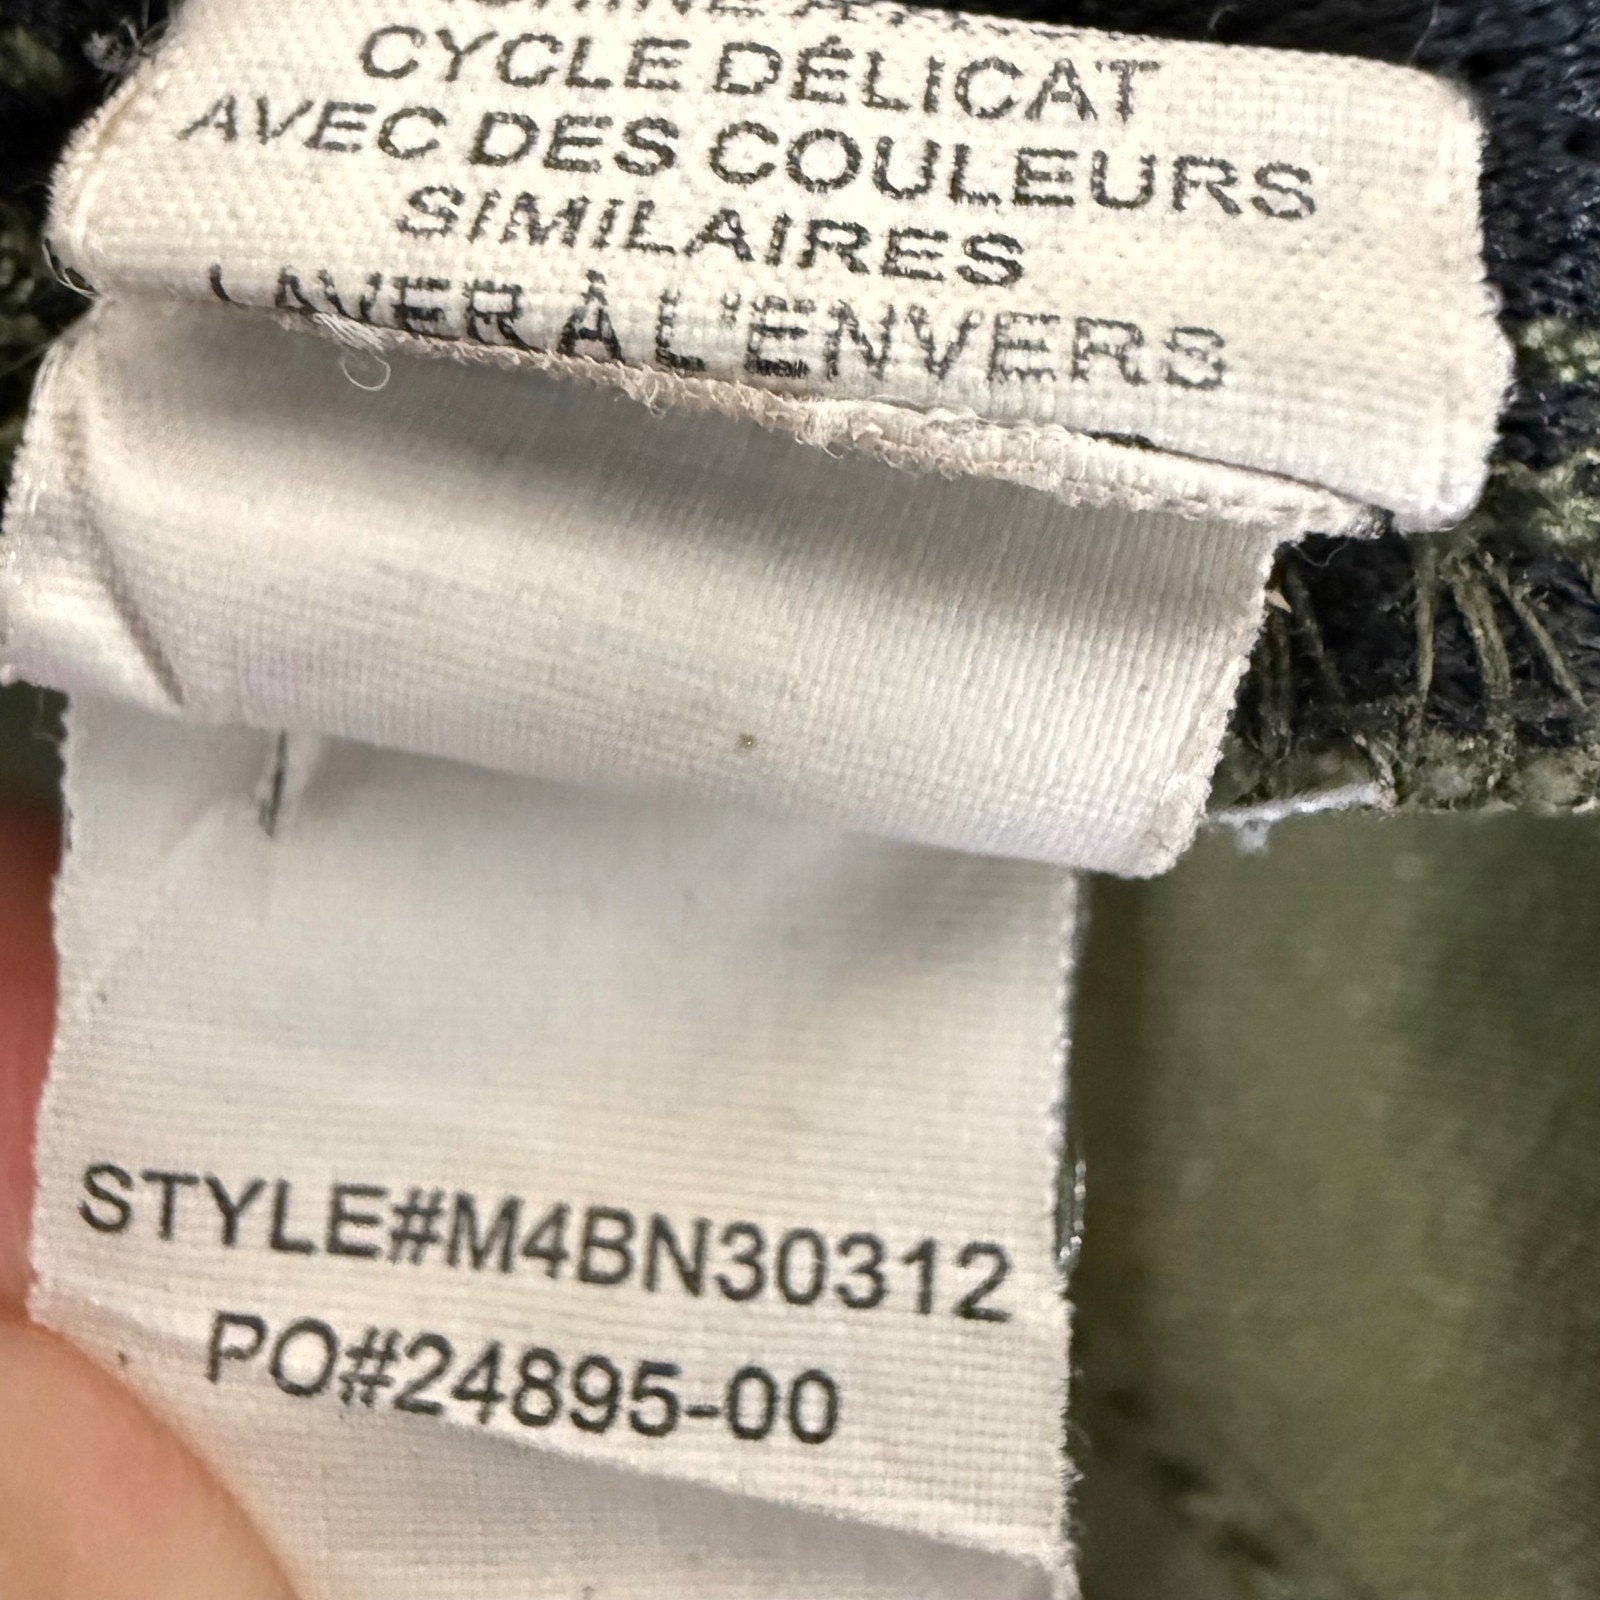 CYCLE DÉLICAT
AVEC DES COULEURS
SIMILAIRES
LAVER À L'ENVERS
STYLE#M4BN30312
PO#24895-00